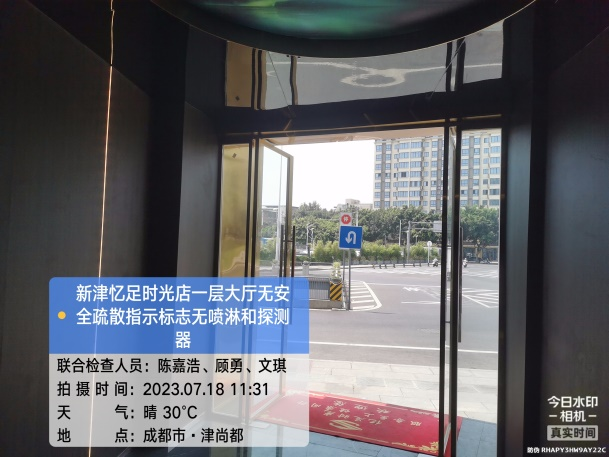 新津忆足时光店一层大厅无安
全疏散指示标志无喷淋和探测
器
联合检查人员：陈嘉浩、顾勇、文琪
拍摄时间：2023.07.18 11:31
天气：晴 30℃
地点：成都市·津尚都
今日水印
相机
真实时间
防伪 RHAPY3HW9AY22C